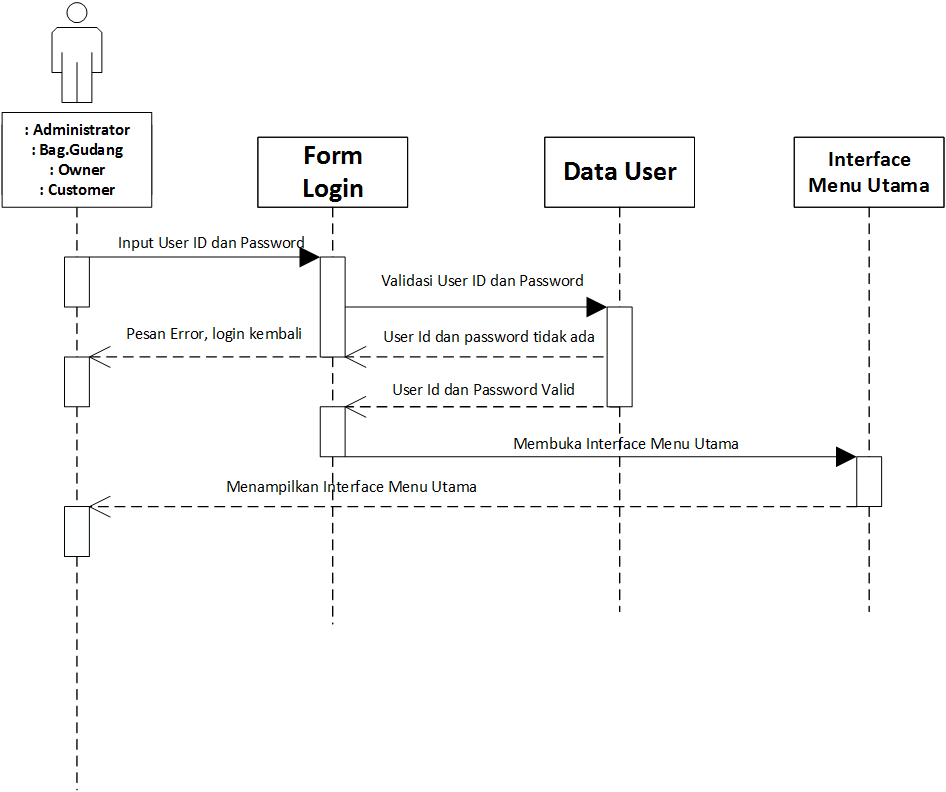 : Administrator
: Bag.Gudang
: Owner
: Customer
Form
Login
Data User
Interface
Menu Utama
Input User ID dan Password
Validasi User ID dan Password
Pesan Error, login kembali
User Id dan password tidak ada
User Id dan Password Valid
Membuka Interface Menu Utama
Menampilkan Interface Menu Utama